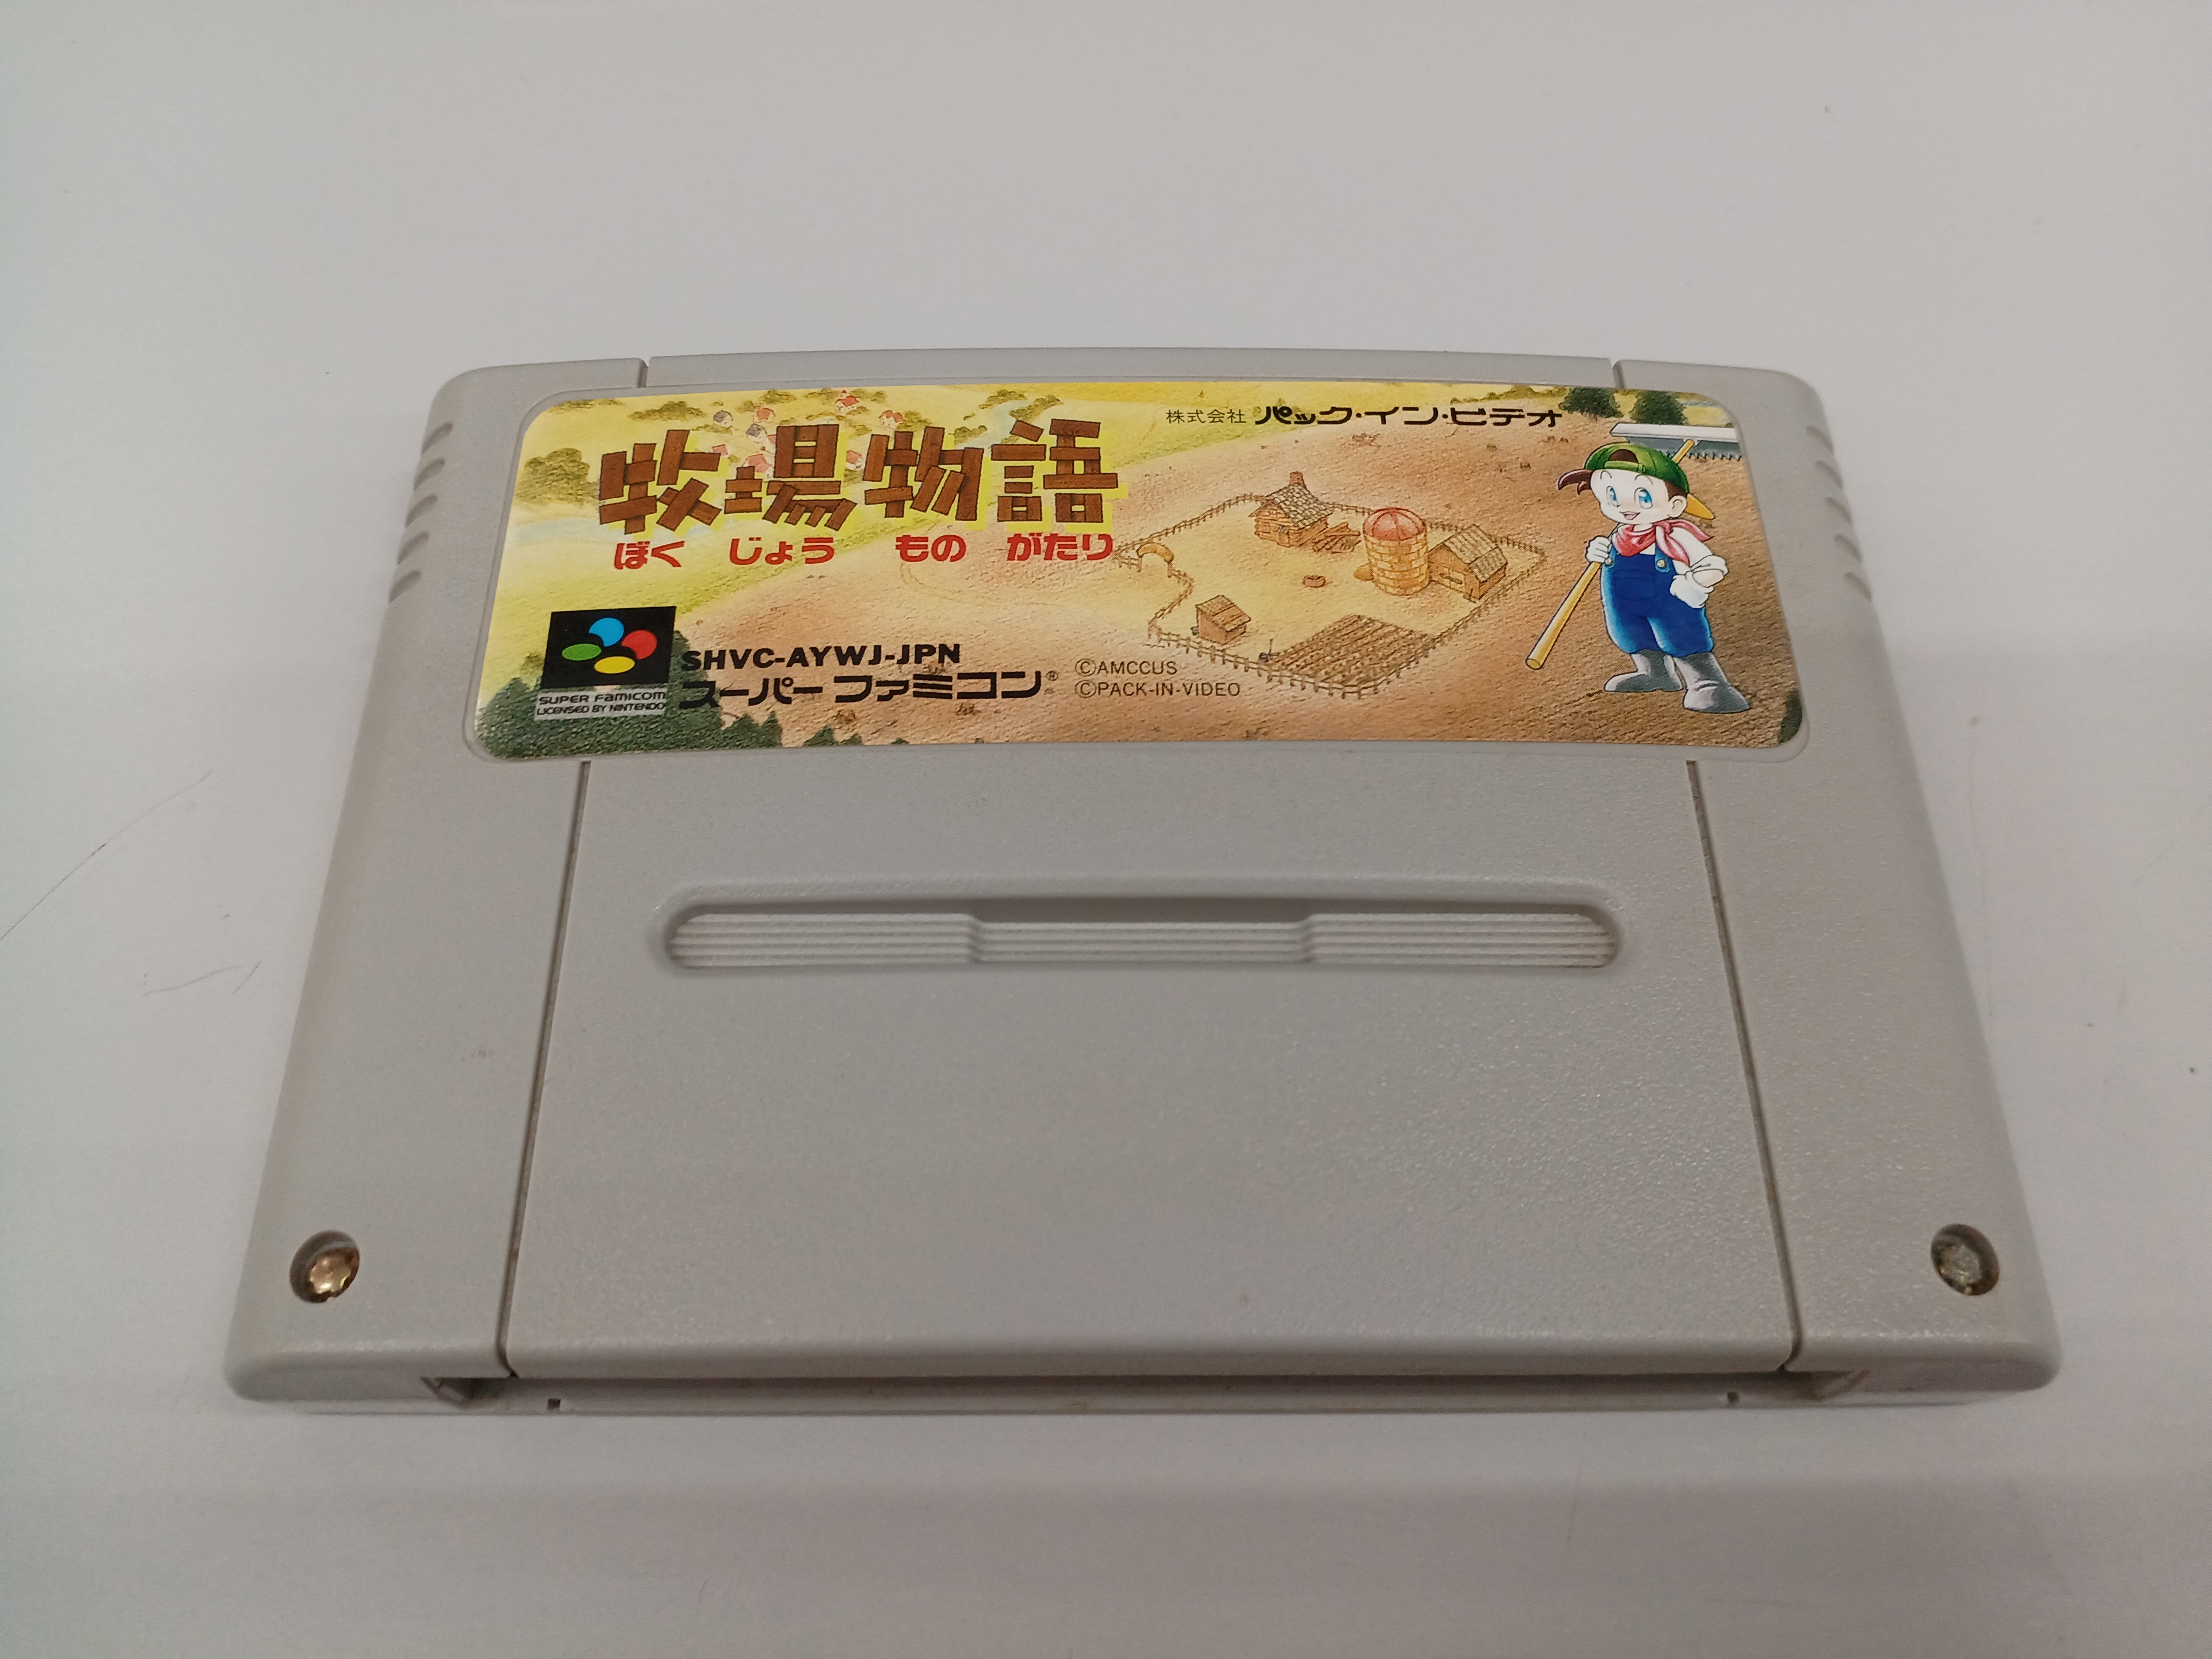 株式会社 パック・イン・ビデオ
牧場物語
ぼく じょう もの がたり
SHVC-AYWJ-JPN
スーパーファミコン®
SUPER FAMICOM
LICENSED BY NINTENDO
©AMCCUS
©PACK-IN-VIDEO